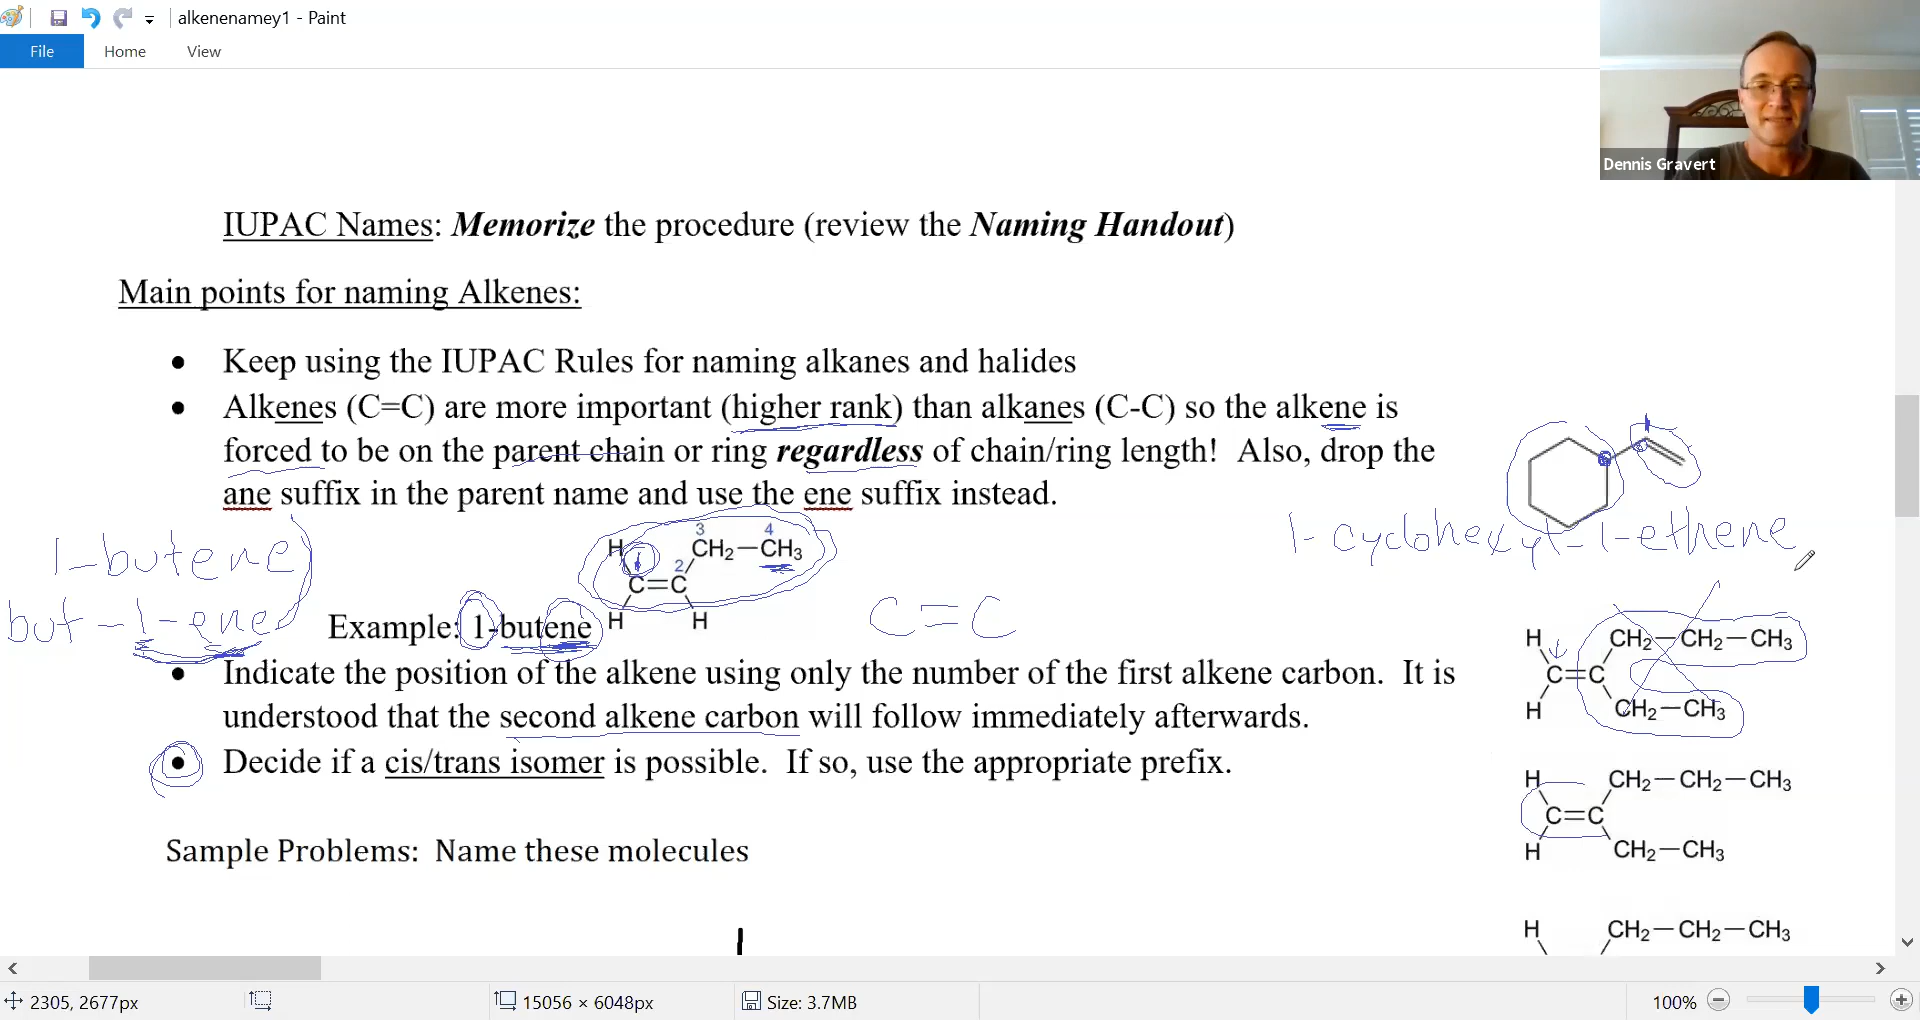 alkenenamey1 - Paint
File Home View
Dennis Gravert
IUPAC Names: Memorize the procedure (review the Naming Handout)
Main points for naming Alkenes:
• Keep using the IUPAC Rules for naming alkanes and halides
• Alkenes (C=C) are more important (higher rank) than alkanes (C-C) so the alkene is
forced to be on the parent chain or ring regardless of chain/ring length! Also, drop the
ane suffix in the parent name and use the ene suffix instead.
1-cyclohexyl-1-ethene
1-butene
but-1-ene
3 4
H CH2—CH3
1 2
C=C
H H
Example: 1-butene
C=C
• Indicate the position of the alkene using only the number of the first alkene carbon. It is
understood that the second alkene carbon will follow immediately afterwards.
• Decide if a cis/trans isomer is possible. If so, use the appropriate prefix.
H CH2—CH2—CH3
C=C
H CH2—CH3
H CH2—CH2—CH3
C=C
H CH2—CH3
Sample Problems: Name these molecules
H CH2—CH2—CH3
2305, 2677px 15056 × 6048px Size: 3.7MB 100%